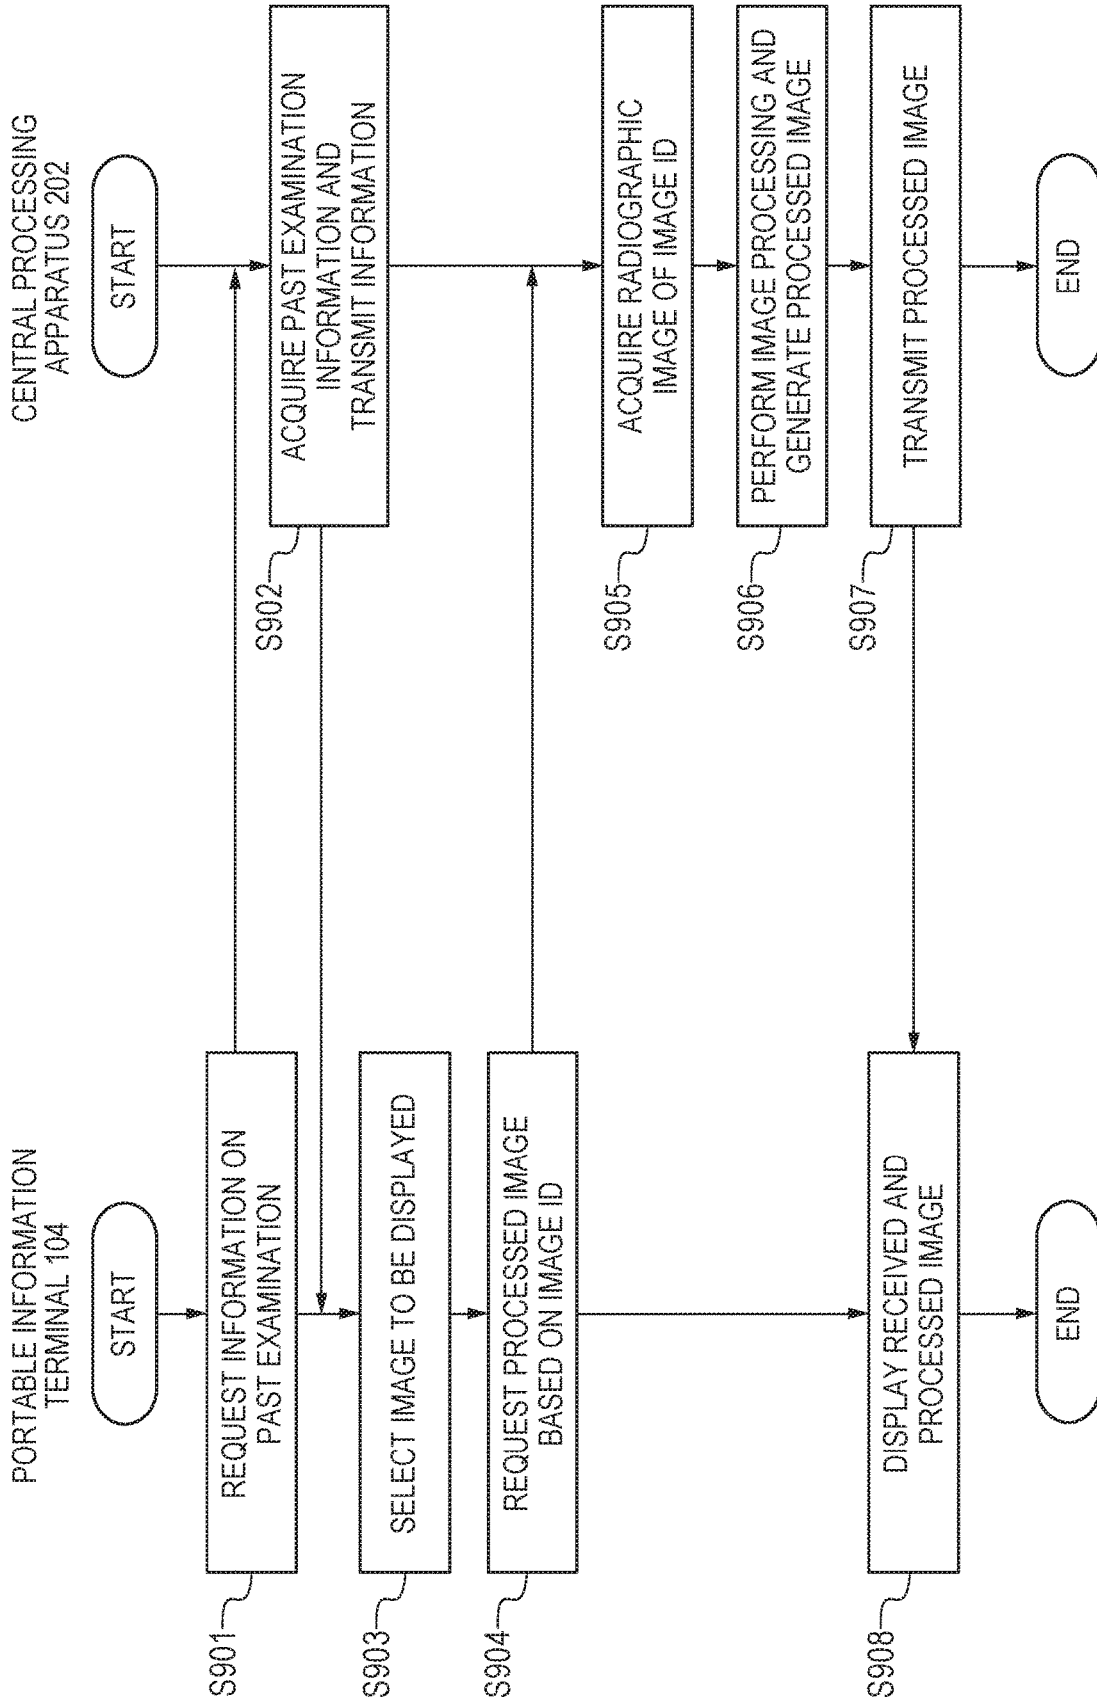 PORTABLE INFORMATION
TERMINAL 104
START
S901
REQUEST INFORMATION ON
PAST EXAMINATION
S903
SELECT IMAGE TO BE DISPLAYED
S904
REQUEST PROCESSED IMAGE
BASED ON IMAGE ID
S908
DISPLAY RECEIVED AND
PROCESSED IMAGE
END
CENTRAL PROCESSING
APPARATUS 202
START
S902
ACQUIRE PAST EXAMINATION
INFORMATION AND
TRANSMIT INFORMATION
S905
ACQUIRE RADIOGRAPHIC
IMAGE OF IMAGE ID
S906
PERFORM IMAGE PROCESSING AND
GENERATE PROCESSED IMAGE
S907
TRANSMIT PROCESSED IMAGE
END